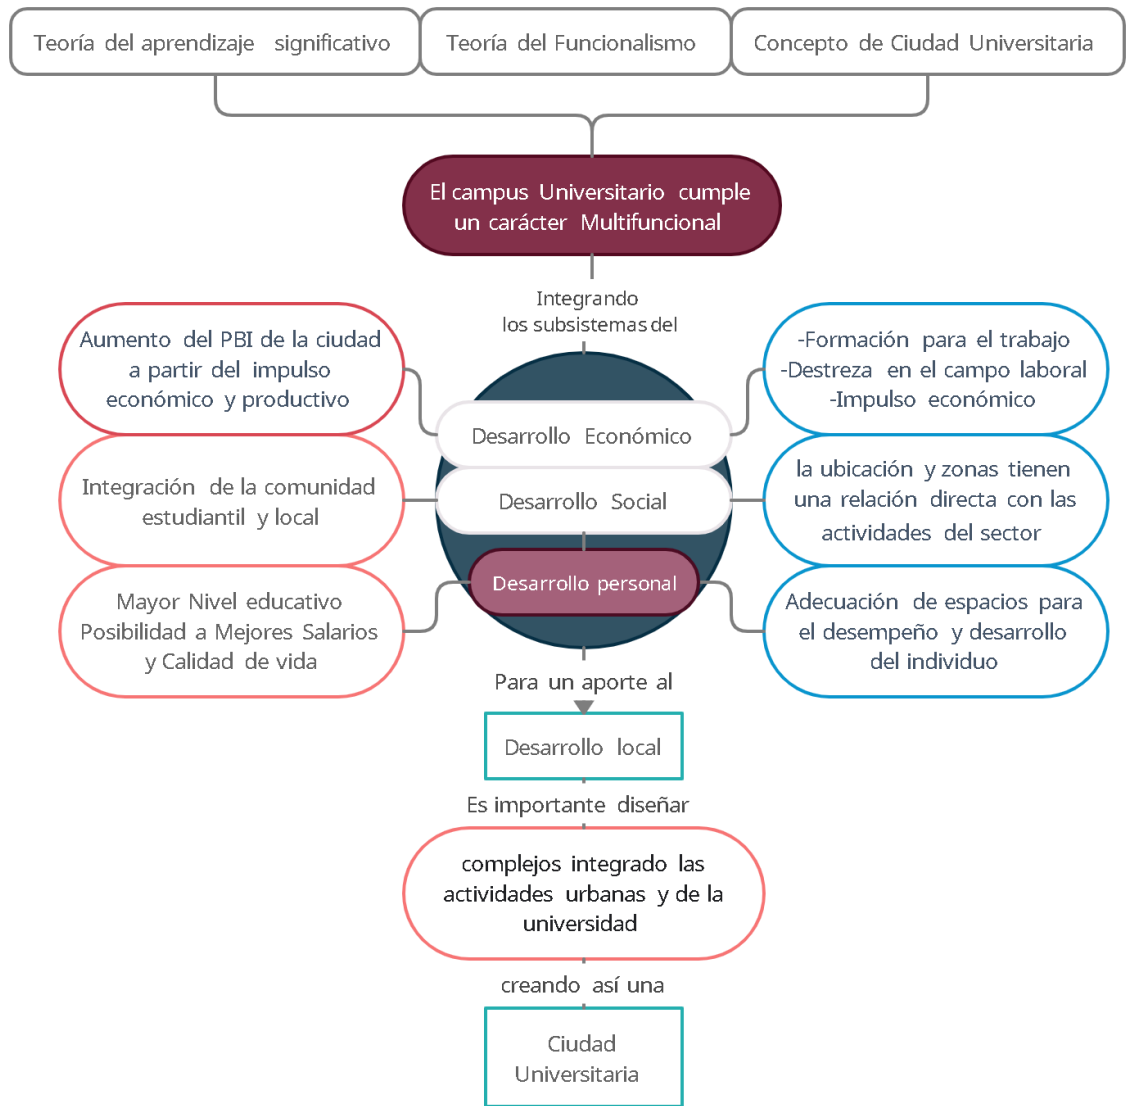 Teoría del aprendizaje significativo
Teoría del Funcionalismo
Concepto de Ciudad Universitaria
El campus Universitario cumple
un carácter Multifuncional
Integrando
los subsistemas del
Aumento del PBI de la ciudad
a partir del impulso
económico y productivo
Desarrollo Económico
-Formación para el trabajo
-Destreza en el campo laboral
-Impulso económico
Integración de la comunidad
estudiantil y local
Desarrollo Social
la ubicación y zonas tienen
una relación directa con las
actividades del sector
Mayor Nivel educativo
Posibilidad a Mejores Salarios
y Calidad de vida
Desarrollo personal
Adecuación de espacios para
el desempeño y desarrollo
del individuo
Para un aporte al
Desarrollo local
Es importante diseñar
complejos integrado las
actividades urbanas y de la
universidad
creando así una
Ciudad
Universitaria